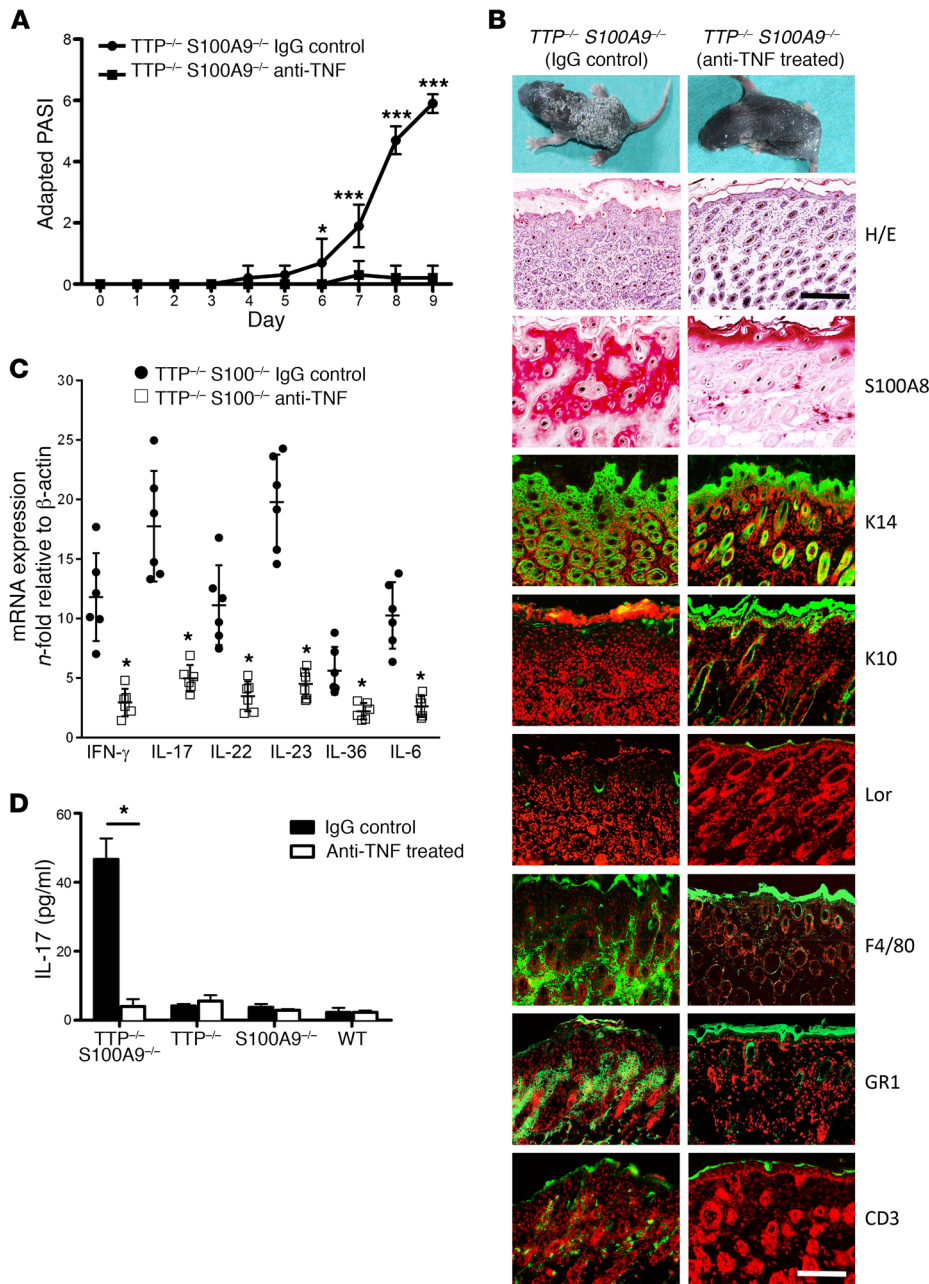 A
8
6
4
2
0
Adapted PASI
TTP–/– S100A9–/– IgG control
TTP–/– S100A9–/– anti-TNF
*
***
***
***
0 1 2 3 4 5 6 7 8 9
Day
B
TTP–/– S100A9–/–
(IgG control)
TTP–/– S100A9–/–
(anti-TNF treated)
H/E
S100A8
K14
K10
Lor
F4/80
GR1
CD3
C
TTP–/– S100–/– IgG control
TTP–/– S100–/– anti-TNF
30
25
20
15
10
5
0
mRNA expression
n-fold relative to β-actin
* * * * * *
IFN-γ IL-17 IL-22 IL-23 IL-36 IL-6
D
60
40
20
0
IL-17 (pg/ml)
*
IgG control
Anti-TNF treated
TTP–/– TTP–/– S100A9–/– WT
S100A9–/–